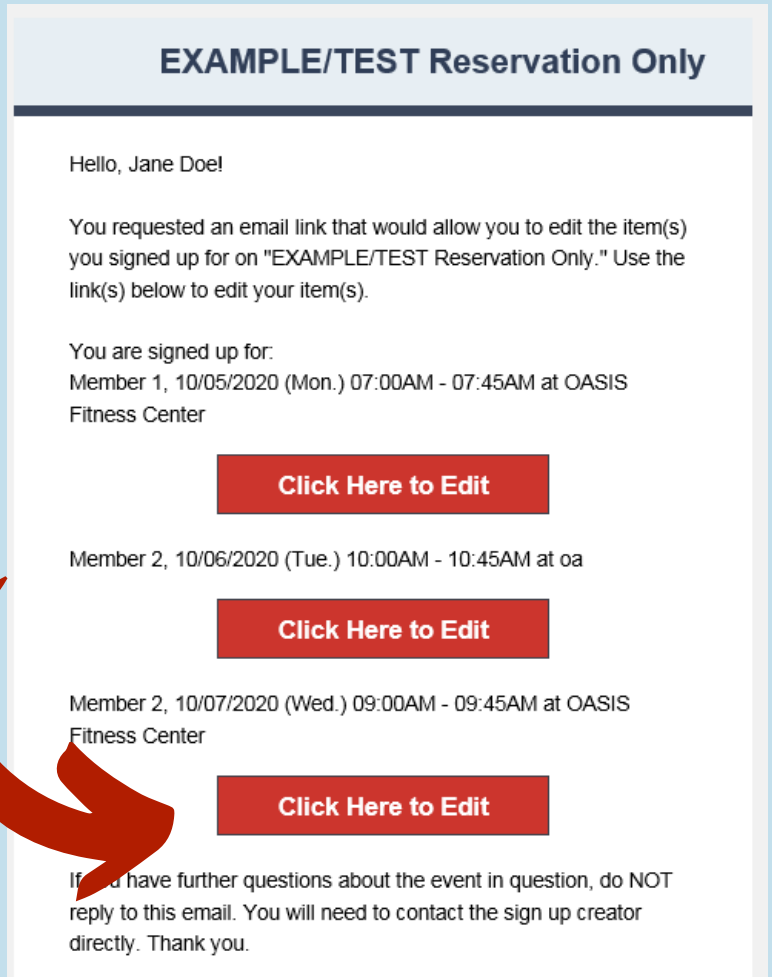 EXAMPLE/TEST Reservation Only
Hello, Jane Doe!
You requested an email link that would allow you to edit the item(s)
you signed up for on "EXAMPLE/TEST Reservation Only." Use the
link(s) below to edit your item(s).
You are signed up for:
Member 1, 10/05/2020 (Mon.) 07:00AM - 07:45AM at OASIS
Fitness Center
Click Here to Edit
Member 2, 10/06/2020 (Tue.) 10:00AM - 10:45AM at oa
Click Here to Edit
Member 2, 10/07/2020 (Wed.) 09:00AM - 09:45AM at OASIS
Fitness Center
Click Here to Edit
If have further questions about the event in question, do NOT
reply to this email. You will need to contact the sign up creator
directly. Thank you.